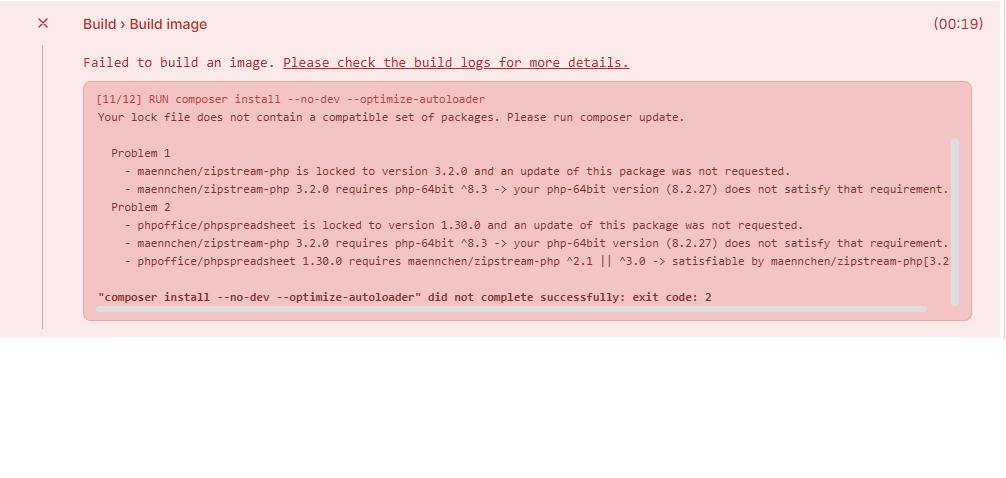 × Build › Build image (00:19)
Failed to build an image. Please check the build logs for more details.
[11/12] RUN composer install --no-dev --optimize-autoloader
Your lock file does not contain a compatible set of packages. Please run composer update.
Problem 1
- maennchen/zipstream-php is locked to version 3.2.0 and an update of this package was not requested.
- maennchen/zipstream-php 3.2.0 requires php-64bit ^8.3 -> your php-64bit version (8.2.27) does not satisfy that requirement.
Problem 2
- phpoffice/phpspreadsheet is locked to version 1.30.0 and an update of this package was not requested.
- maennchen/zipstream-php 3.2.0 requires php-64bit ^8.3 -> your php-64bit version (8.2.27) does not satisfy that requirement.
- phpoffice/phpspreadsheet 1.30.0 requires maennchen/zipstream-php ^2.1 || ^3.0 -> satisfiable by maennchen/zipstream-php[3.2
"composer install --no-dev --optimize-autoloader" did not complete successfully: exit code: 2